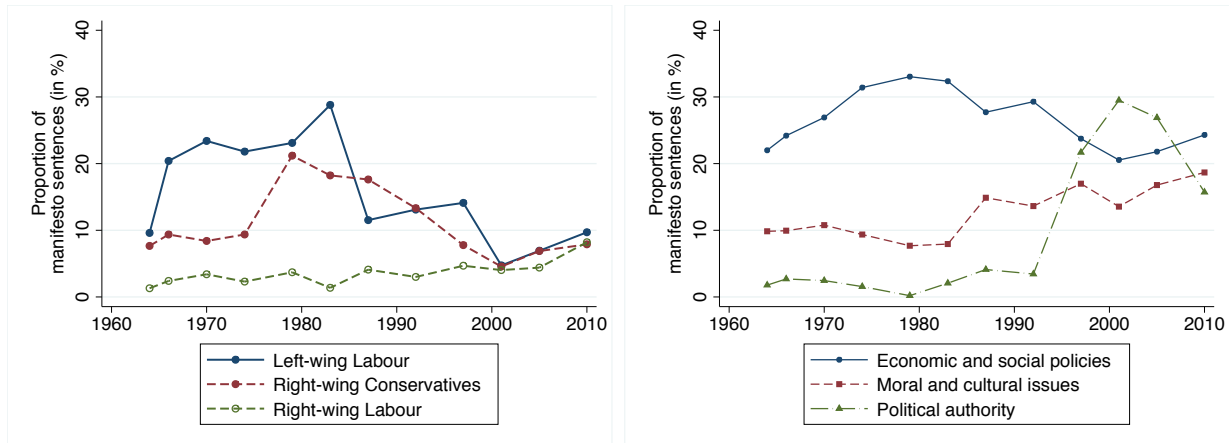 Proportion of
manifesto sentences (in %)
40
30
20
10
0
1960
1970
1980
1990
2000
2010
Left-wing Labour
Right-wing Conservatives
Right-wing Labour
Proportion of
manifesto sentences (in %)
40
30
20
10
0
1960
1970
1980
1990
2000
2010
Economic and social policies
Moral and cultural issues
Political authority